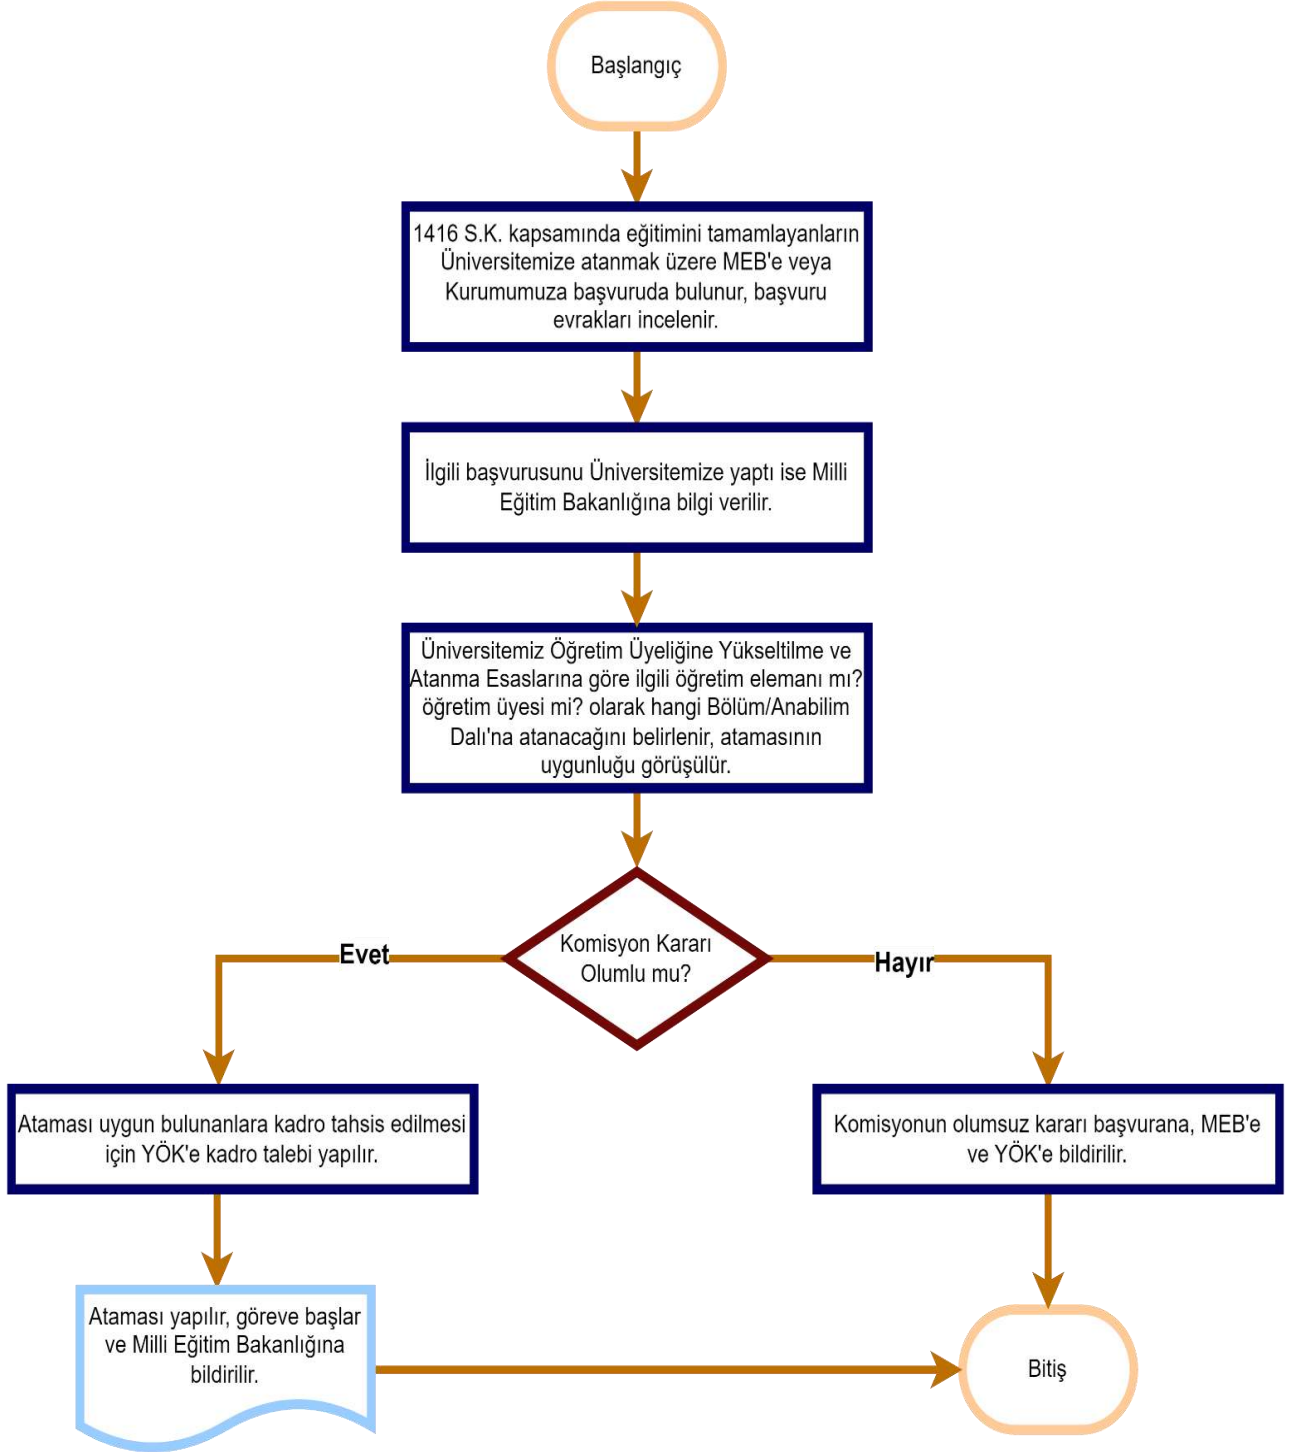 Başlangıç
1416 S.K. kapsamında eğitimini tamamlayanların
Üniversitemize atanmak üzere MEB'e veya
Kurumumuza başvuruda bulunur, başvuru
evrakları incelenir.
İlgili başvurusunu Üniversitemize yaptı ise Milli
Eğitim Bakanlığına bilgi verilir.
Üniversitemiz Öğretim Üyeliğine Yükseltilme ve
Atanma Esaslarına göre ilgili öğretim elemanı mı?
öğretim üyesi mi? olarak hangi Bölüm/Anabilim
Dalı'na atanacağını belirlenir, atamasının
uygunluğu görüşülür.
Komisyon Kararı
Olumlu mu?
Evet
Hayır
Ataması uygun bulunanlara kadro tahsis edilmesi
için YÖK'e kadro talebi yapılır.
Komisyonun olumsuz kararı başvurana, MEB'e
ve YÖK'e bildirilir.
Ataması yapılır, göreve başlar
ve Milli Eğitim Bakanlığına
bildirilir.
Bitiş